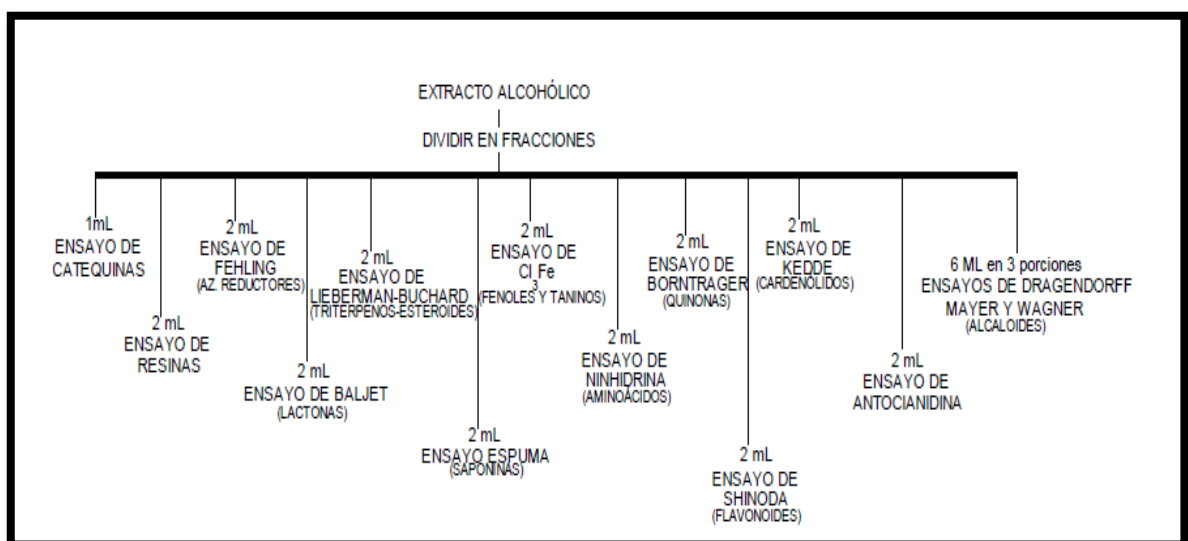 EXTRACTO ALCOHÓLICO
DIVIDIR EN FRACCIONES
1mL
ENSAYO DE
CATEQUINAS
2 mL
ENSAYO DE
RESINAS
2 mL
ENSAYO DE
FEHLING
(AZ. REDUCTORES)
2 mL
ENSAYO DE BALJET
(LACTONAS)
2 mL
ENSAYO DE
LIEBERMAN-BUCHARD
(TRITERPENOS-ESTEROIDES)
2 mL
ENSAYO ESPUMA
(SAPONINAS)
2 mL
ENSAYO DE
Cl Fe
3
(FENOLES Y TANINOS)
2 mL
ENSAYO DE
NINHIDRINA
(AMINOÁCIDOS)
2 mL
ENSAYO DE
BORNTRAGER
(QUINONAS)
2 mL
ENSAYO DE
SHINODA
(FLAVONOIDES)
2 mL
ENSAYO DE
KEDDE
(CARDENÓLIDOS)
2 mL
ENSAYO DE
ANTOCIANIDINA
6 ML en 3 porciones
ENSAYOS DE DRAGENDORFF
MAYER Y WAGNER
(ALCALOIDES)